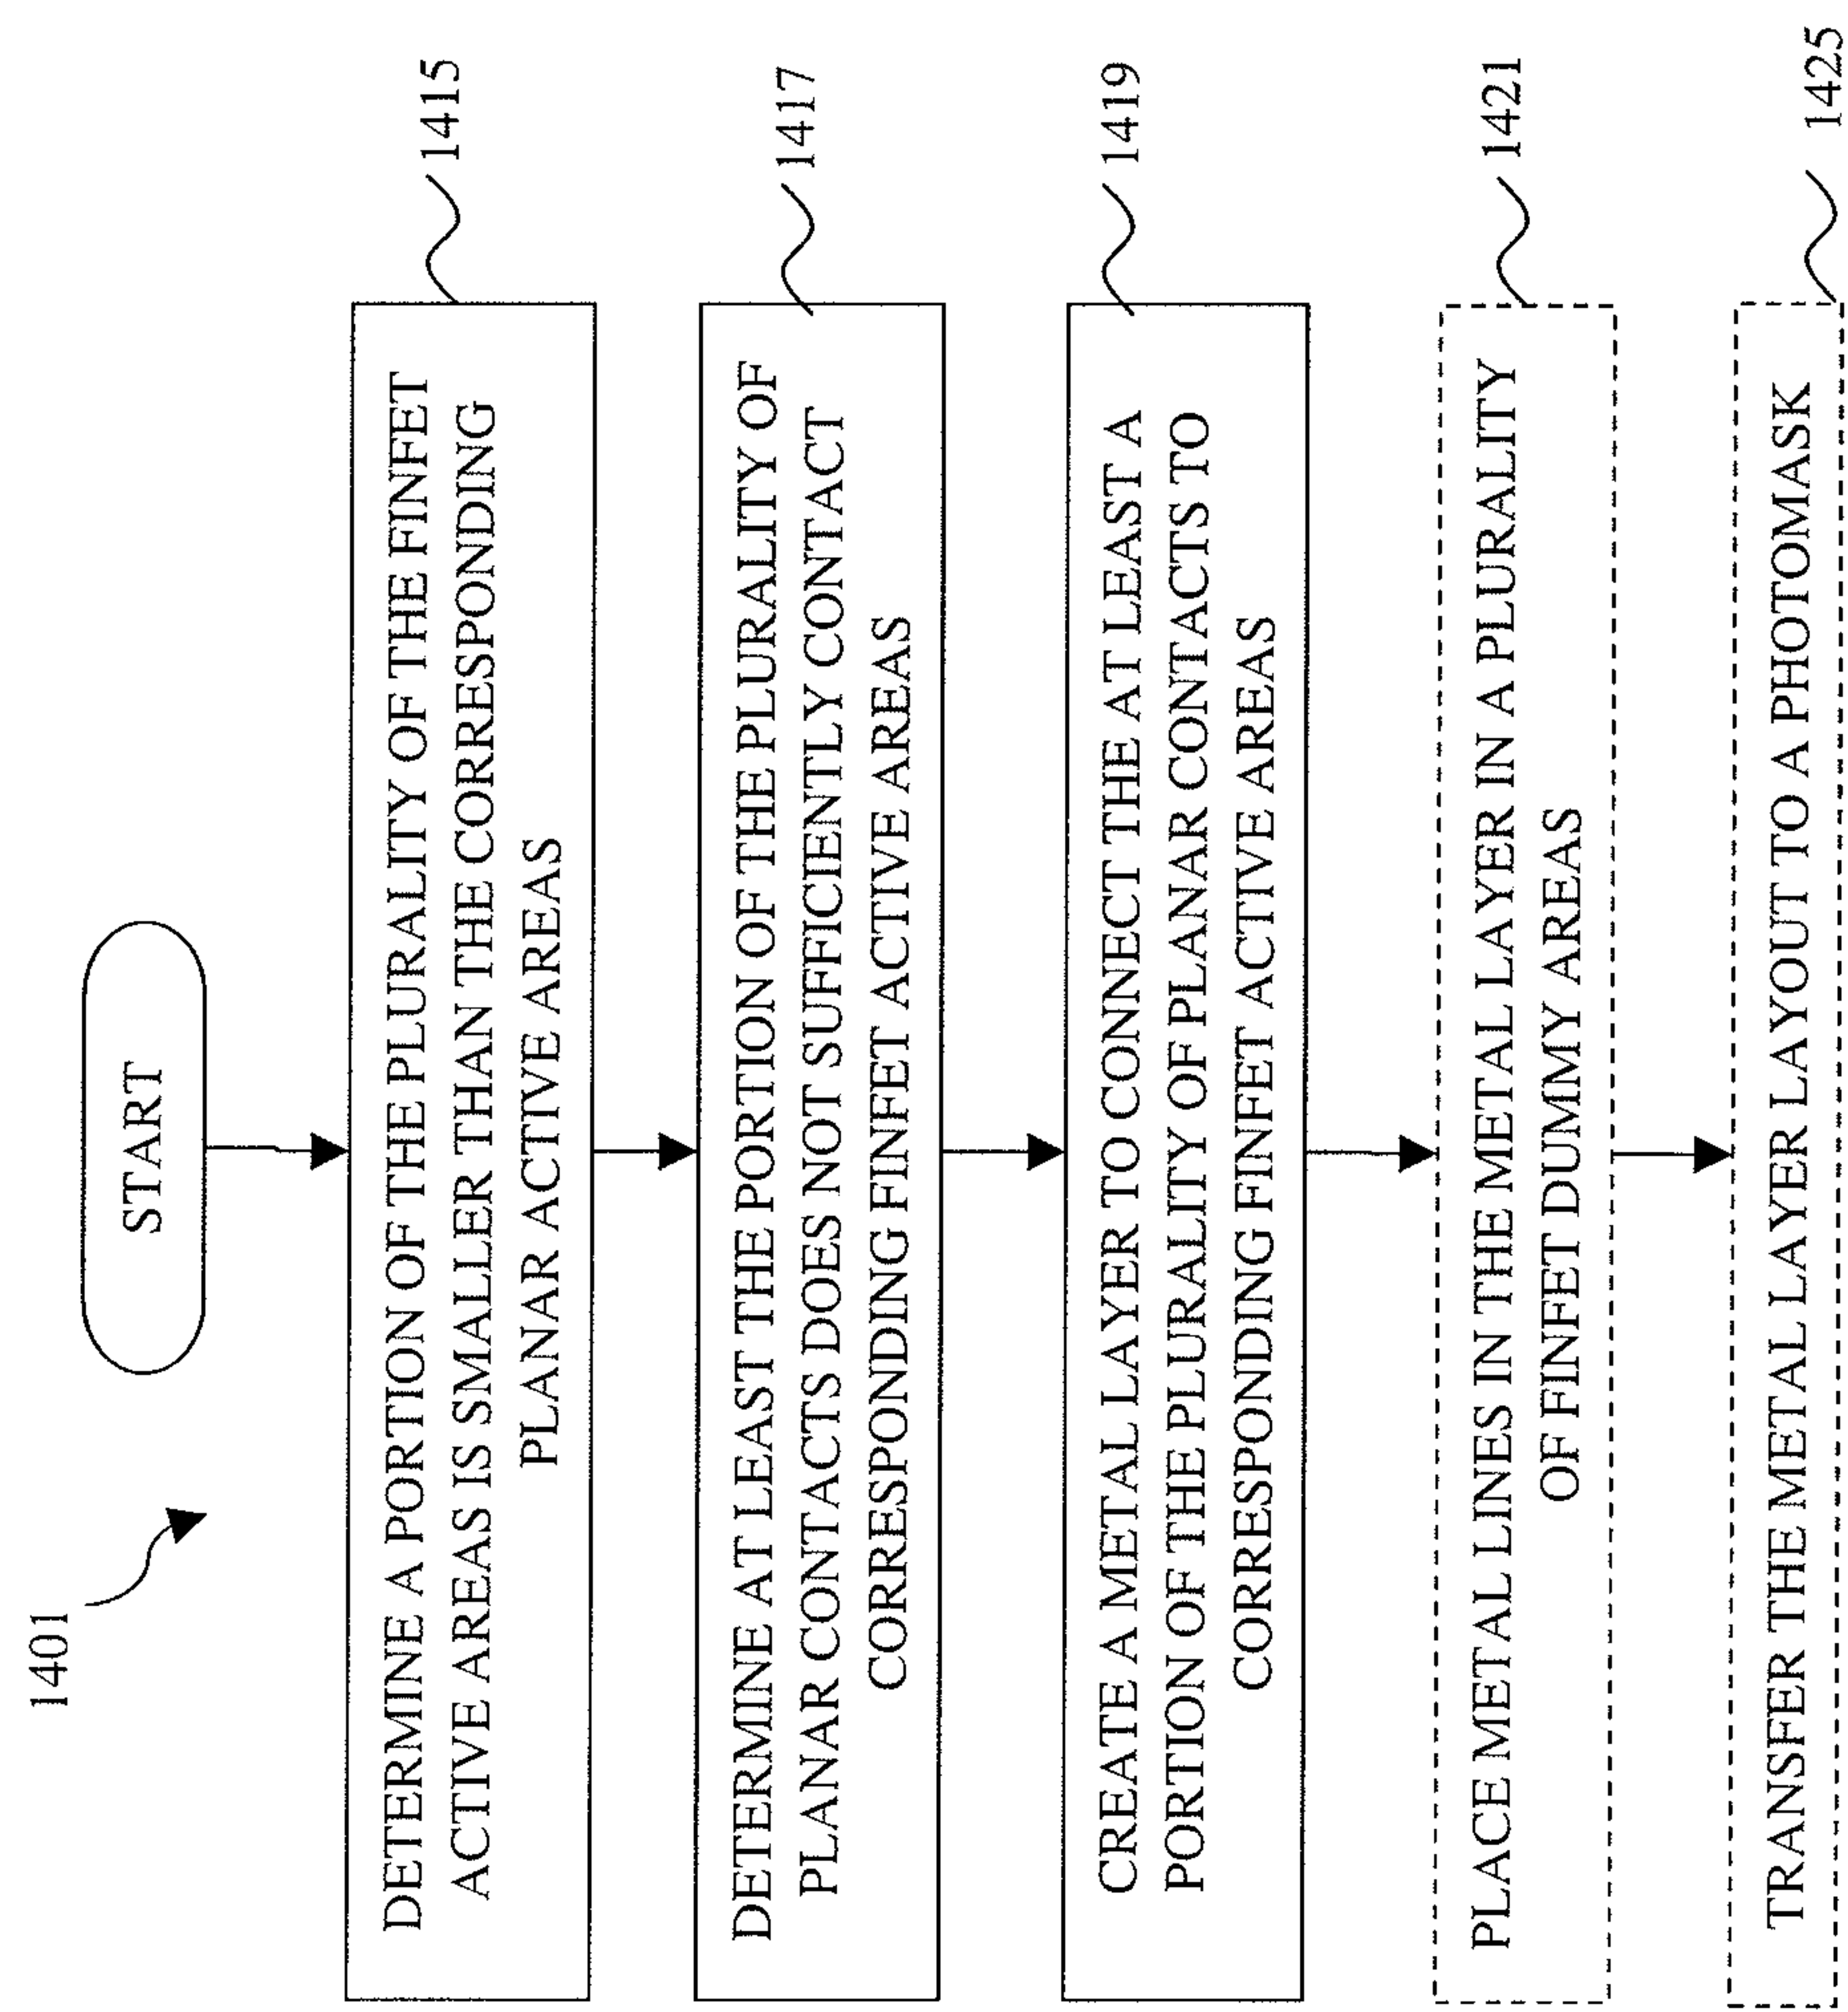 1401
START
DETERMINE A PORTION OF THE PLURALITY OF THE FINFET
ACTIVE AREAS IS SMALLER THAN THE CORRESPONDING
PLANAR ACTIVE AREAS
1415
DETERMINE AT LEAST THE PORTION OF THE PLURALITY OF
PLANAR CONTACTS DOES NOT SUFFICIENTLY CONTACT
CORRESPONDING FINFET ACTIVE AREAS
1417
CREATE A METAL LAYER TO CONNECT THE AT LEAST A
PORTION OF THE PLURALITY OF PLANAR CONTACTS TO
CORRESPONDING FINFET ACTIVE AREAS
1419
PLACE METAL LINES IN THE METAL LAYER IN A PLURALITY
OF FINFET DUMMY AREAS
1421
TRANSFER THE METAL LAYER LAYOUT TO A PHOTOMASK
1425